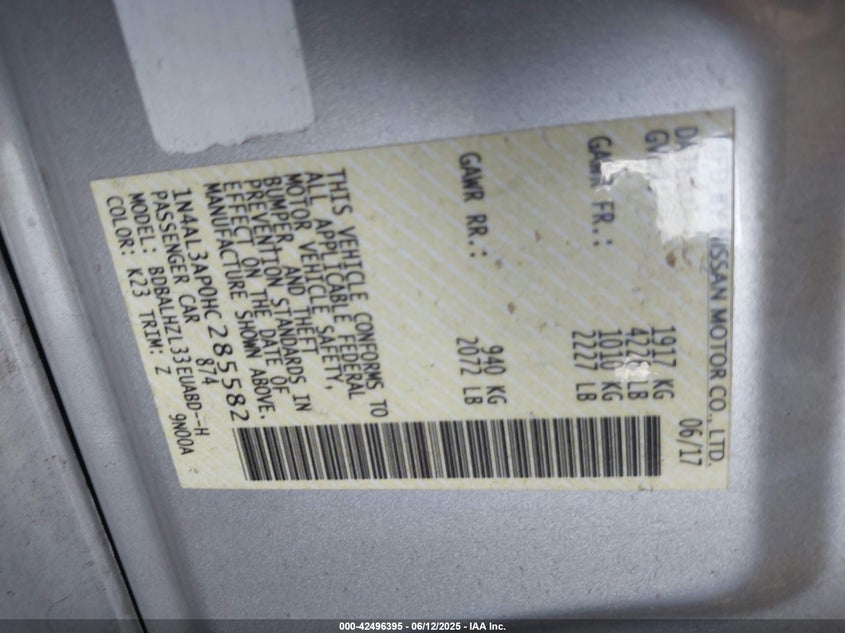 NISSAN MOTOR CO., LTD.
06/17
1917 KG
LB
GAWR FR.: KG
2227 LB
GAWR RR.: 940 KG
2072 LB
THIS VEHICLE CONFORMS TO
ALL APPLICABLE FEDERAL
MOTOR VEHICLE SAFETY,
BUMPER, AND THEFT
PREVENTION STANDARDS IN
EFFECT ON THE DATE OF
MANUFACTURE SHOWN ABOVE.
1N4AL3AP0HC285582
PASSENGER CAR 874
MODEL: BDBALHZL33EUABD--H
COLOR: K23 TRIM: Z 9N00A
000-42496395 - 06/12/2025 - IAA Inc.